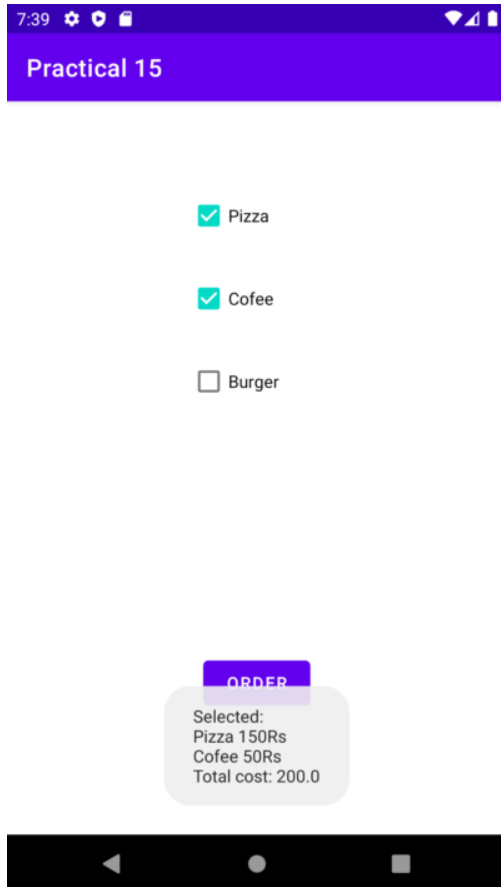 7:39
Practical 15
Pizza
Cofee
Burger
ORDER
Selected:
Pizza 150Rs
Cofee 50Rs
Total cost: 200.0